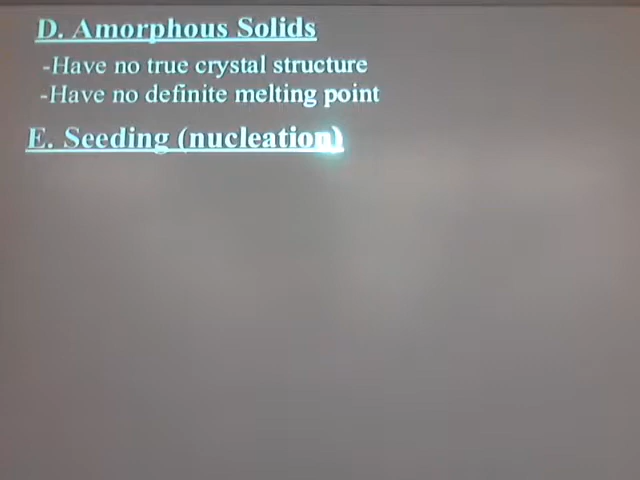 D. Amorphous Solids
-Have no true crystal structure
-Have no definite melting point
E. Seeding (nucleation)